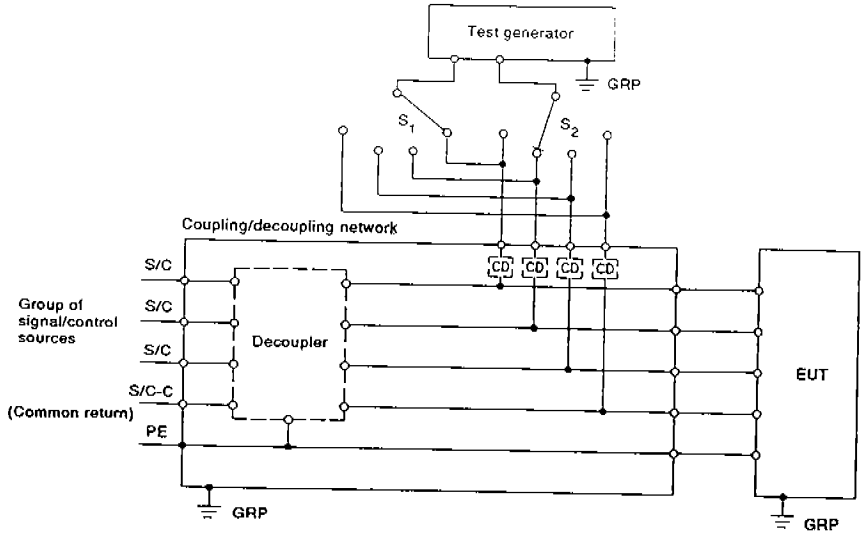 Test generator
GRP
S1
S2
Coupling/decoupling network
S/C
CD CD CD CD
Group of
signal/control
sources
S/C
Decoupler
S/C
EUT
S/C-C
(Common return)
PE
GRP
GRP